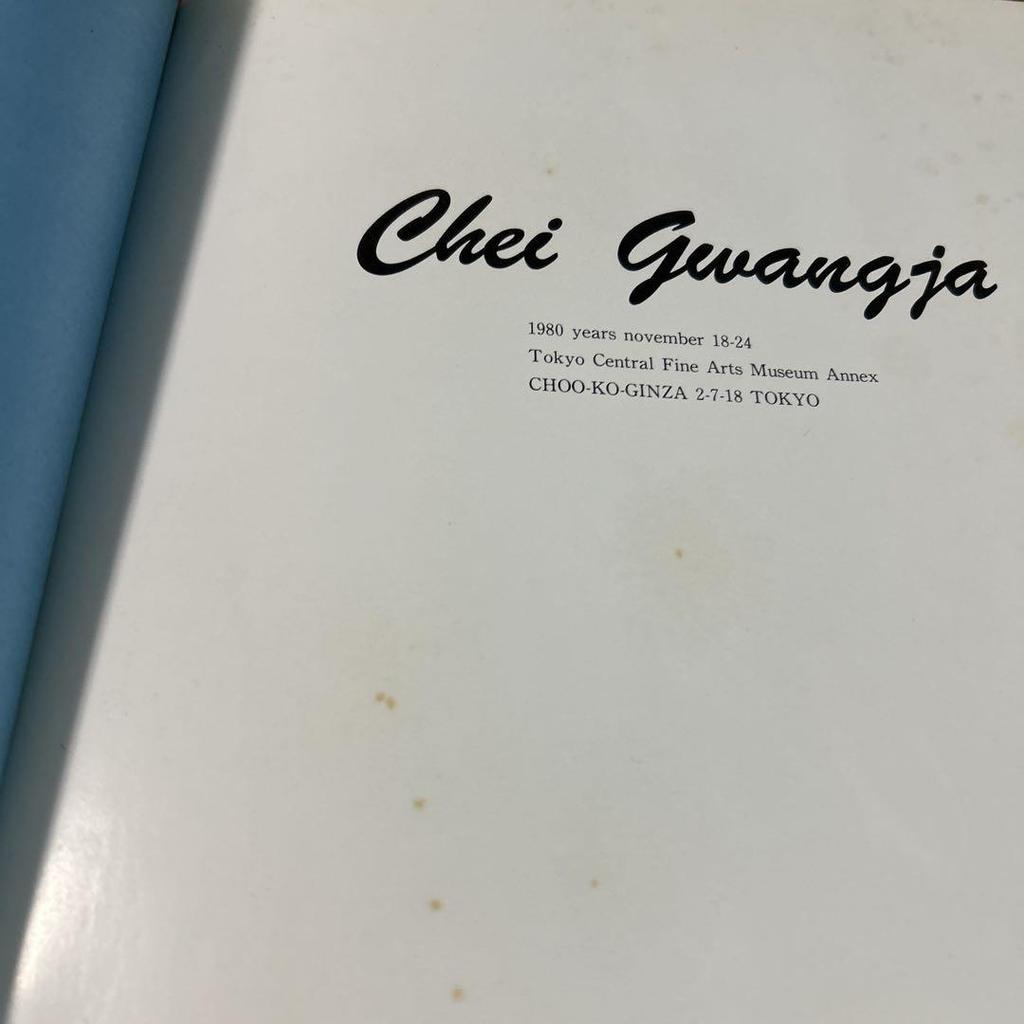 Chei Gwangja
1980 years november 18-24
Tokyo Central Fine Arts Museum Annex
CHOO-KO-GINZA 2-7-18 TOKYO